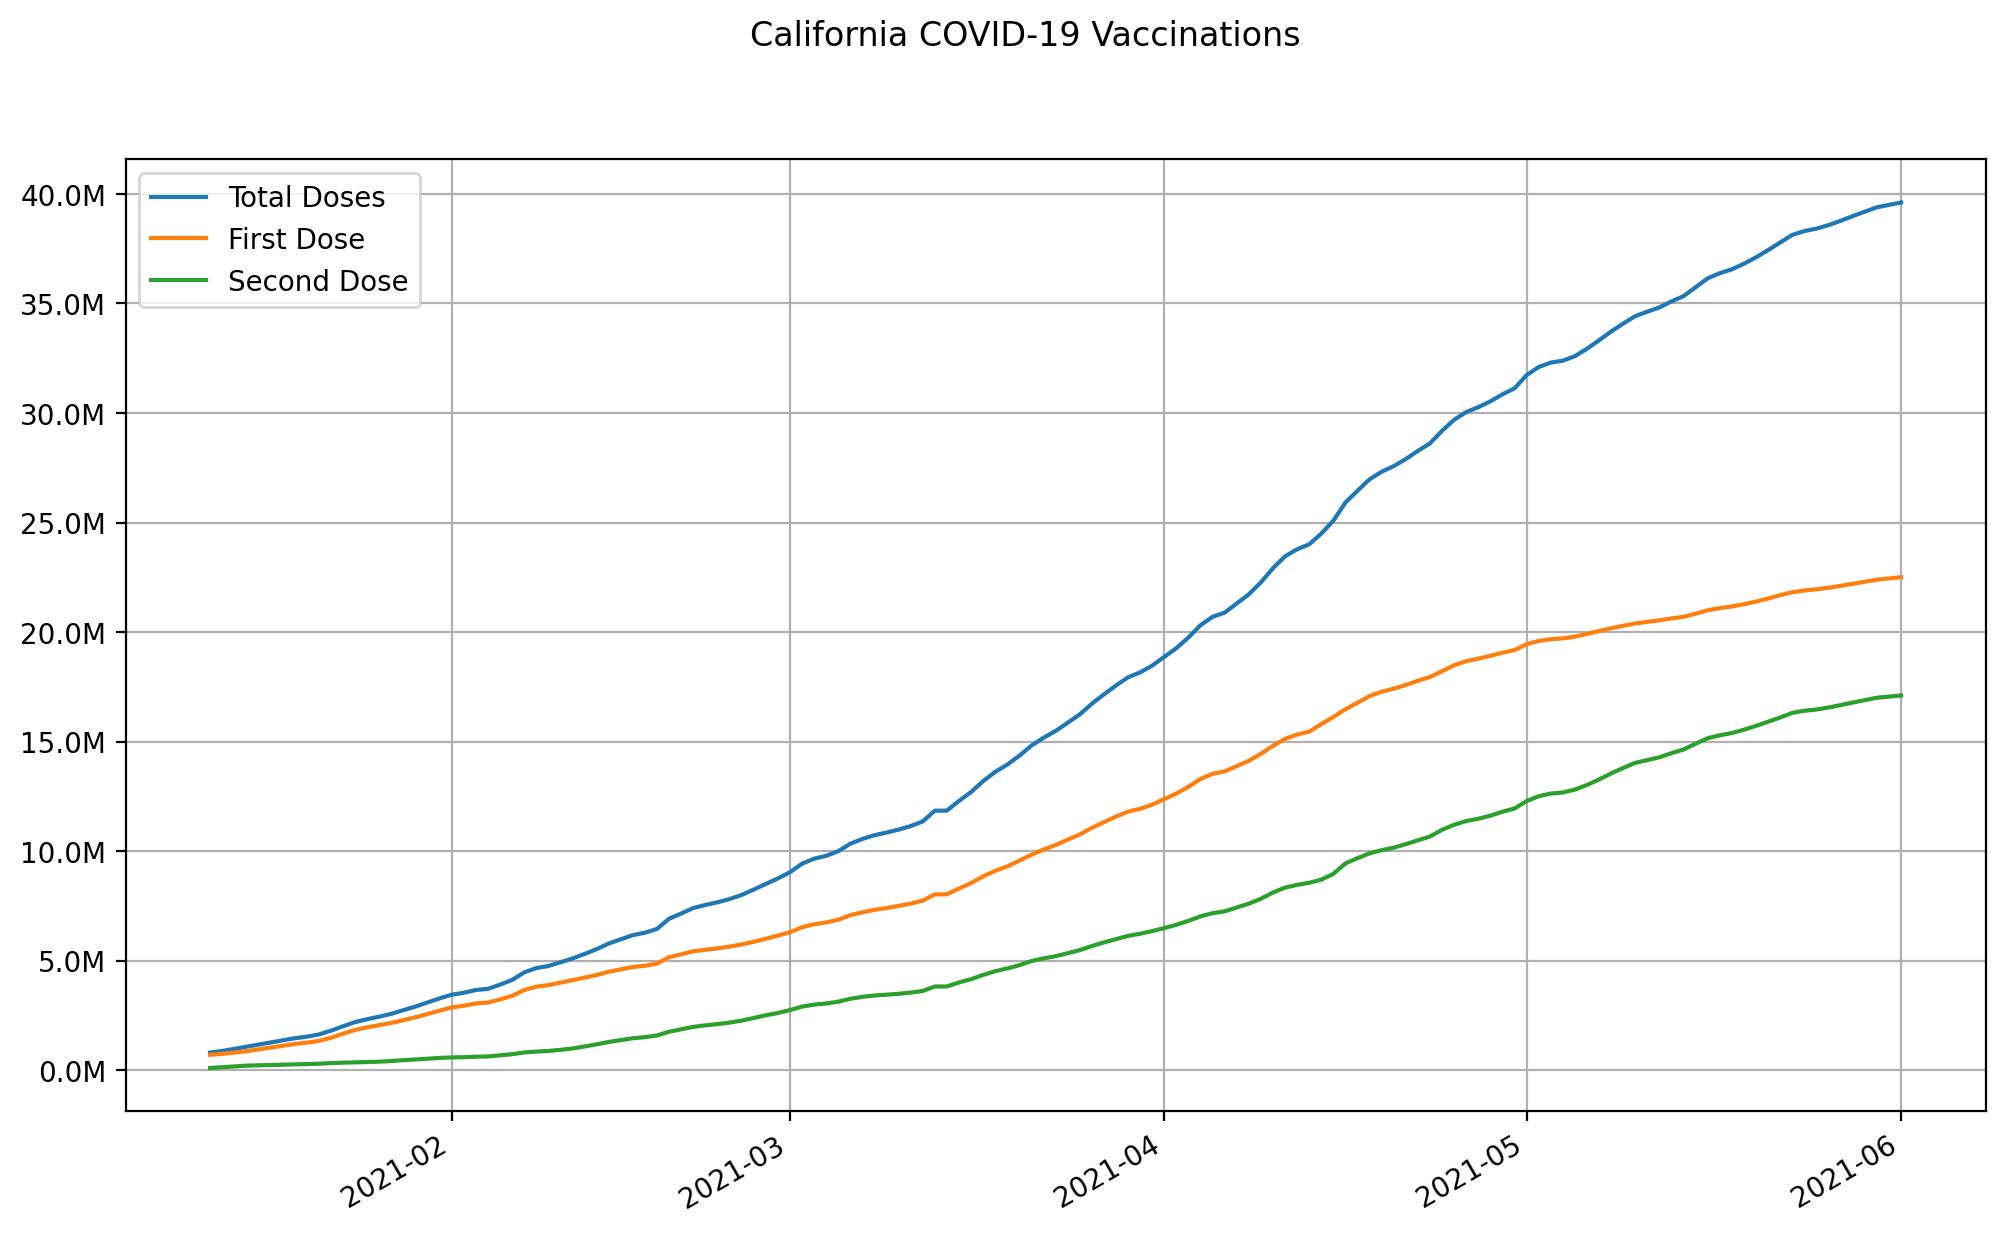 California COVID-19 Vaccinations
Total Doses
First Dose
Second Dose
40.0M
35.0M
30.0M
25.0M
20.0M
15.0M
10.0M
5.0M
0.0M
2021-02
2021-03
2021-04
2021-05
2021-06